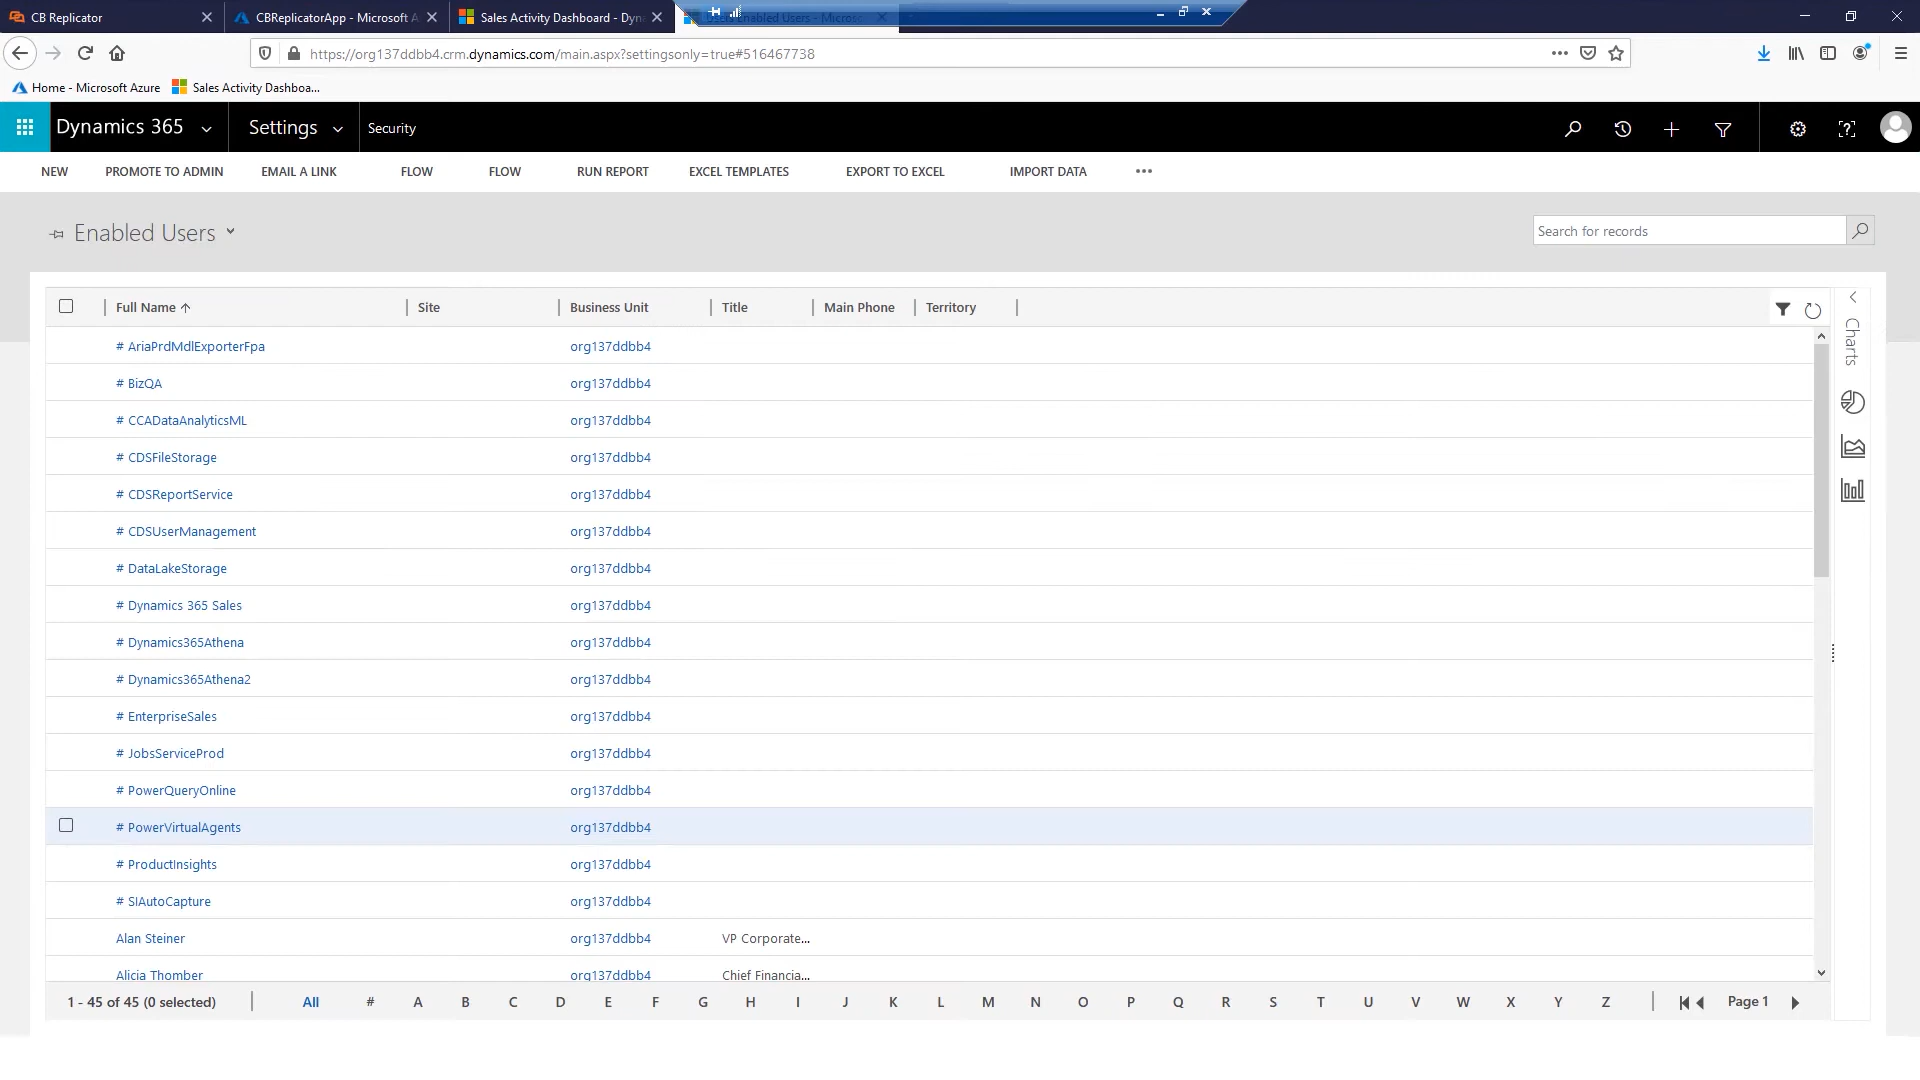 CB Replicator
CBReplicatorApp - Microsoft A
Sales Activity Dashboard - Dyna
Users Enabled Users - Microso
https://org137ddbb4.crm.dynamics.com/main.aspx?settingsonly=true#516467738
Home - Microsoft Azure
Sales Activity Dashboa...
Dynamics 365
Settings
Security
NEW
PROMOTE TO ADMIN
EMAIL A LINK
FLOW
FLOW
RUN REPORT
EXCEL TEMPLATES
EXPORT TO EXCEL
IMPORT DATA
Enabled Users
Search for records
Full Name Site Business Unit Title Main Phone Territory
Charts
# AriaPrdMdlExporterFpa org137ddbb4
# BizQA org137ddbb4
# CCADataAnalyticsML org137ddbb4
# CDSFileStorage org137ddbb4
# CDSReportService org137ddbb4
# CDSUserManagement org137ddbb4
# DataLakeStorage org137ddbb4
# Dynamics 365 Sales org137ddbb4
# Dynamics365Athena org137ddbb4
# Dynamics365Athena2 org137ddbb4
# EnterpriseSales org137ddbb4
# JobsServiceProd org137ddbb4
# PowerQueryOnline org137ddbb4
# PowerVirtualAgents org137ddbb4
# ProductInsights org137ddbb4
# SIAutoCapture org137ddbb4
Alan Steiner org137ddbb4 VP Corporate...
Alicia Thomber org137ddbb4 Chief Financia...
1 - 45 of 45 (0 selected) All # A B C D E F G H I J K L M N O P Q R S T U V W X Y Z Page 1